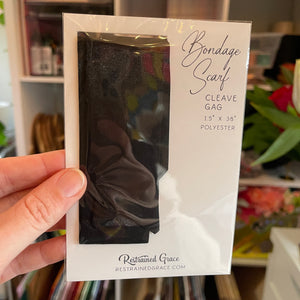 Bondage
Scarf
CLEAVE
GAG
1.5" X 36"
POLYESTER
Restrained Grace
RESTRAINEDGRACE.COM